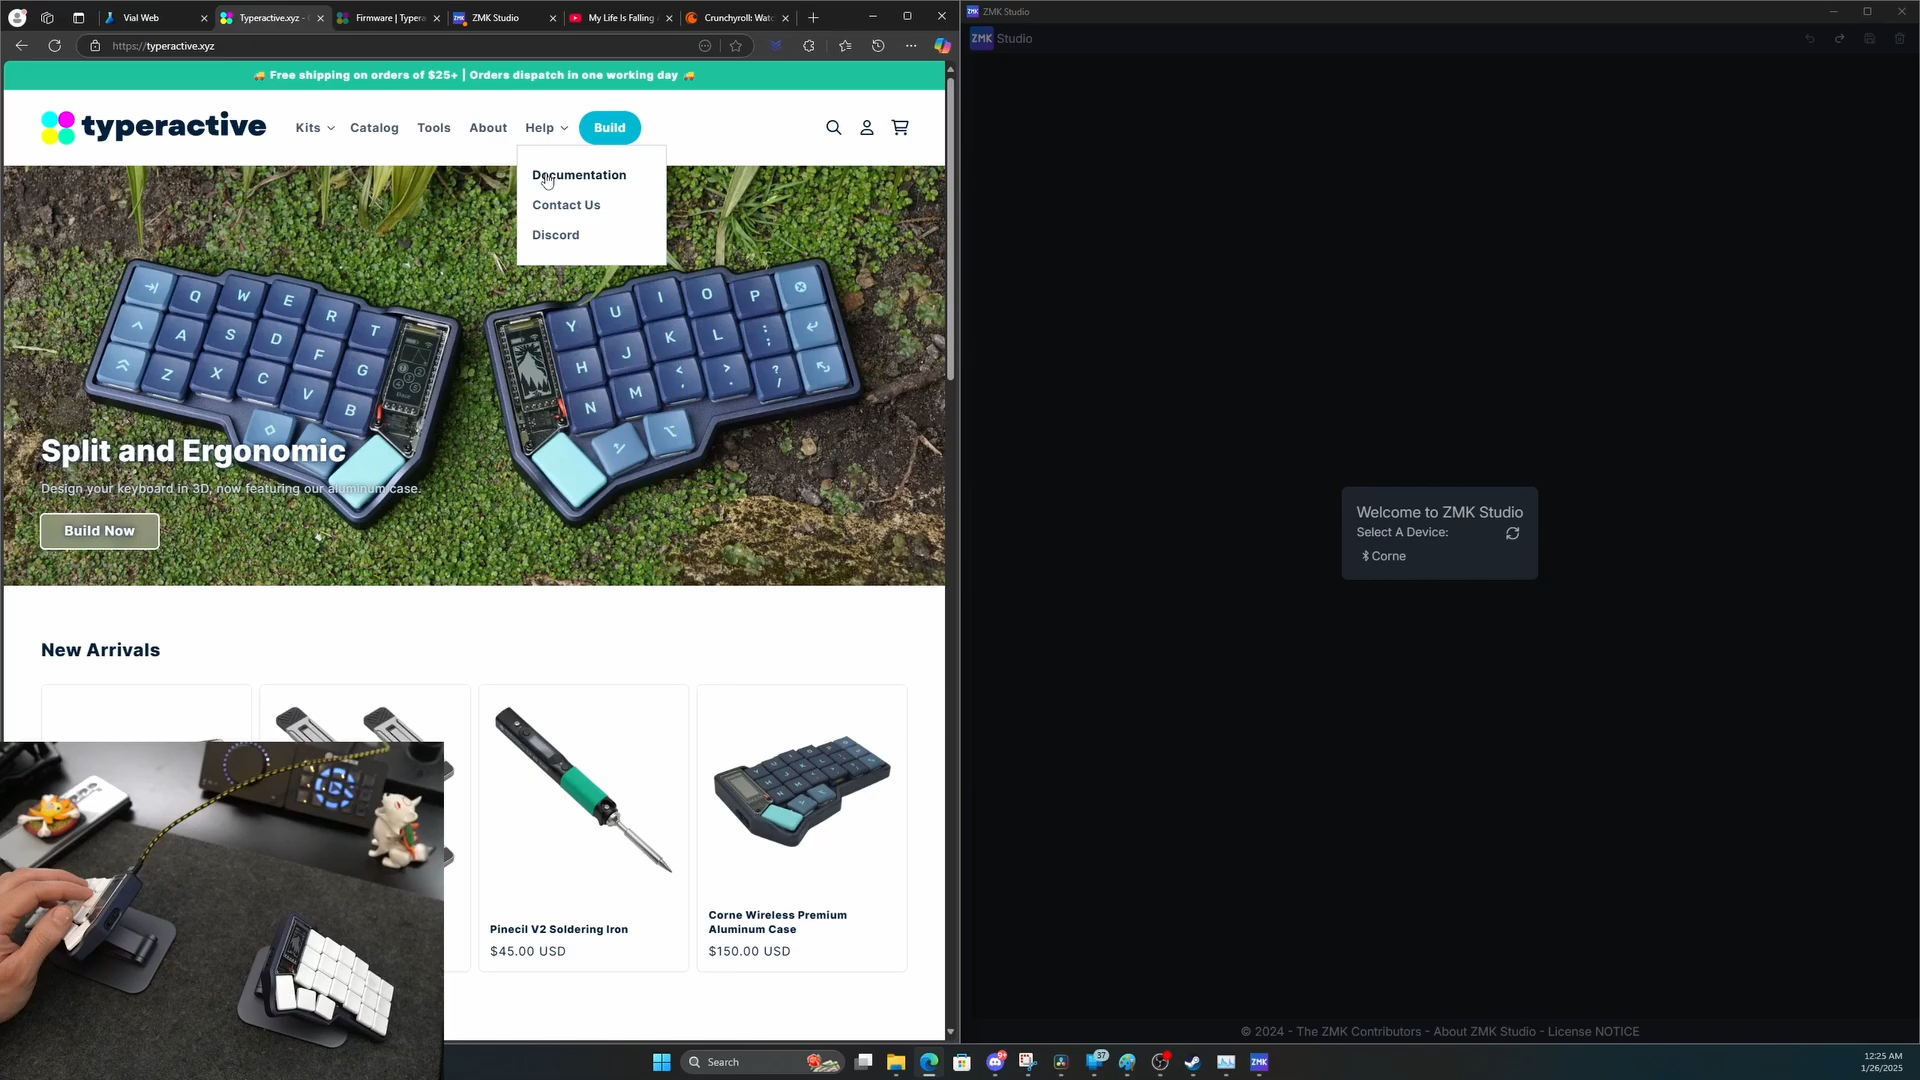 Vial Web
Typeractive.xyz -
Firmware | Typera
ZMK Studio
My Life Is Falling
Crunchyroll: Wat
https://typeractive.xyz
Free shipping on orders of $25+ | Orders dispatch in one working day
typeractive
Kits
Catalog
Tools
About
Help
Build
Documentation
Contact Us
Discord
Q W E R T
A S D F G
Z X C V B
Y U I O P
H J K L ; :
N M < , > . ? /
Split and Ergonomic
Design your keyboard in 3D, now featuring our aluminum case.
Build Now
New Arrivals
Pinecil V2 Soldering Iron
$45.00 USD
Corne Wireless Premium
Aluminum Case
$150.00 USD
ZMK Studio
ZMK Studio
Welcome to ZMK Studio
Select A Device:
Corne
© 2024 - The ZMK Contributors - About ZMK Studio - License NOTICE
Search
9+
37
ZMK
12:25 AM
1/26/2025